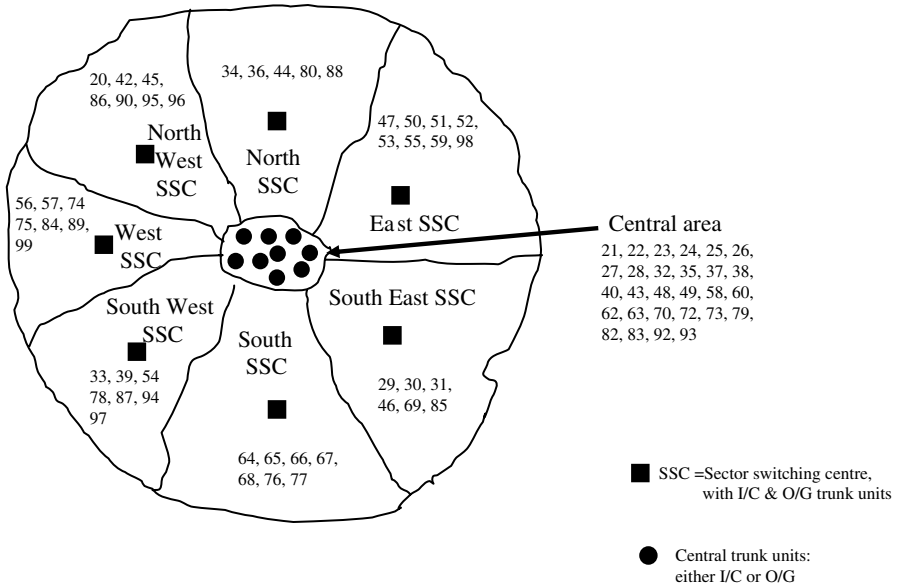 34, 36, 44, 80, 88
North
SSC
20, 42, 45,
86, 90, 95, 96
North
West
SSC
47, 50, 51, 52,
53, 55, 59, 98
East SSC
56, 57, 74
75, 84, 89,
99
West
SSC
Central area
21, 22, 23, 24, 25, 26,
27, 28, 32, 35, 37, 38,
40, 43, 48, 49, 58, 60,
62, 63, 70, 72, 73, 79,
82, 83, 92, 93
South West
SSC
33, 39, 54
78, 87, 94
97
South
SSC
64, 65, 66, 67,
68, 76, 77
South East SSC
29, 30, 31,
46, 69, 85
SSC =Sector switching centre,
with I/C & O/G trunk units
Central trunk units:
either I/C or O/G